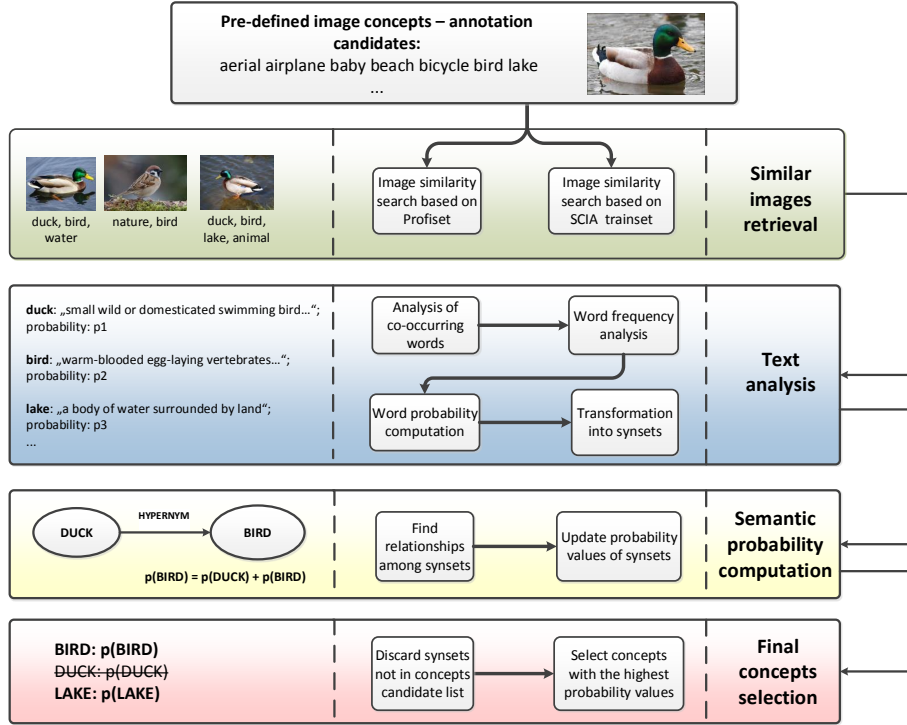 Pre-defined image concepts – annotation
candidates:
aerial airplane baby beach bicycle bird lake
...
duck, bird,
water
nature, bird
duck, bird,
lake, animal
Image similarity
search based on
Profiset
Image similarity
search based on
SCIA trainset
Similar
images
retrieval
duck: „small wild or domesticated swimming bird...“;
probability: p1
bird: „warm-blooded egg-laying vertebrates...“;
probability: p2
lake: „a body of water surrounded by land“;
probability: p3
...
Analysis of
co-occurring
words
Word frequency
analysis
Word probability
computation
Transformation
into synsets
Text
analysis
DUCK
HYPERNYM
BIRD
p(BIRD) = p(DUCK) + p(BIRD)
Find
relationships
among synsets
Update probability
values of synsets
Semantic
probability
computation
BIRD: p(BIRD)
DUCK: p(DUCK)
LAKE: p(LAKE)
Discard synsets
not in concepts
candidate list
Select concepts
with the highest
probability values
Final
concepts
selection